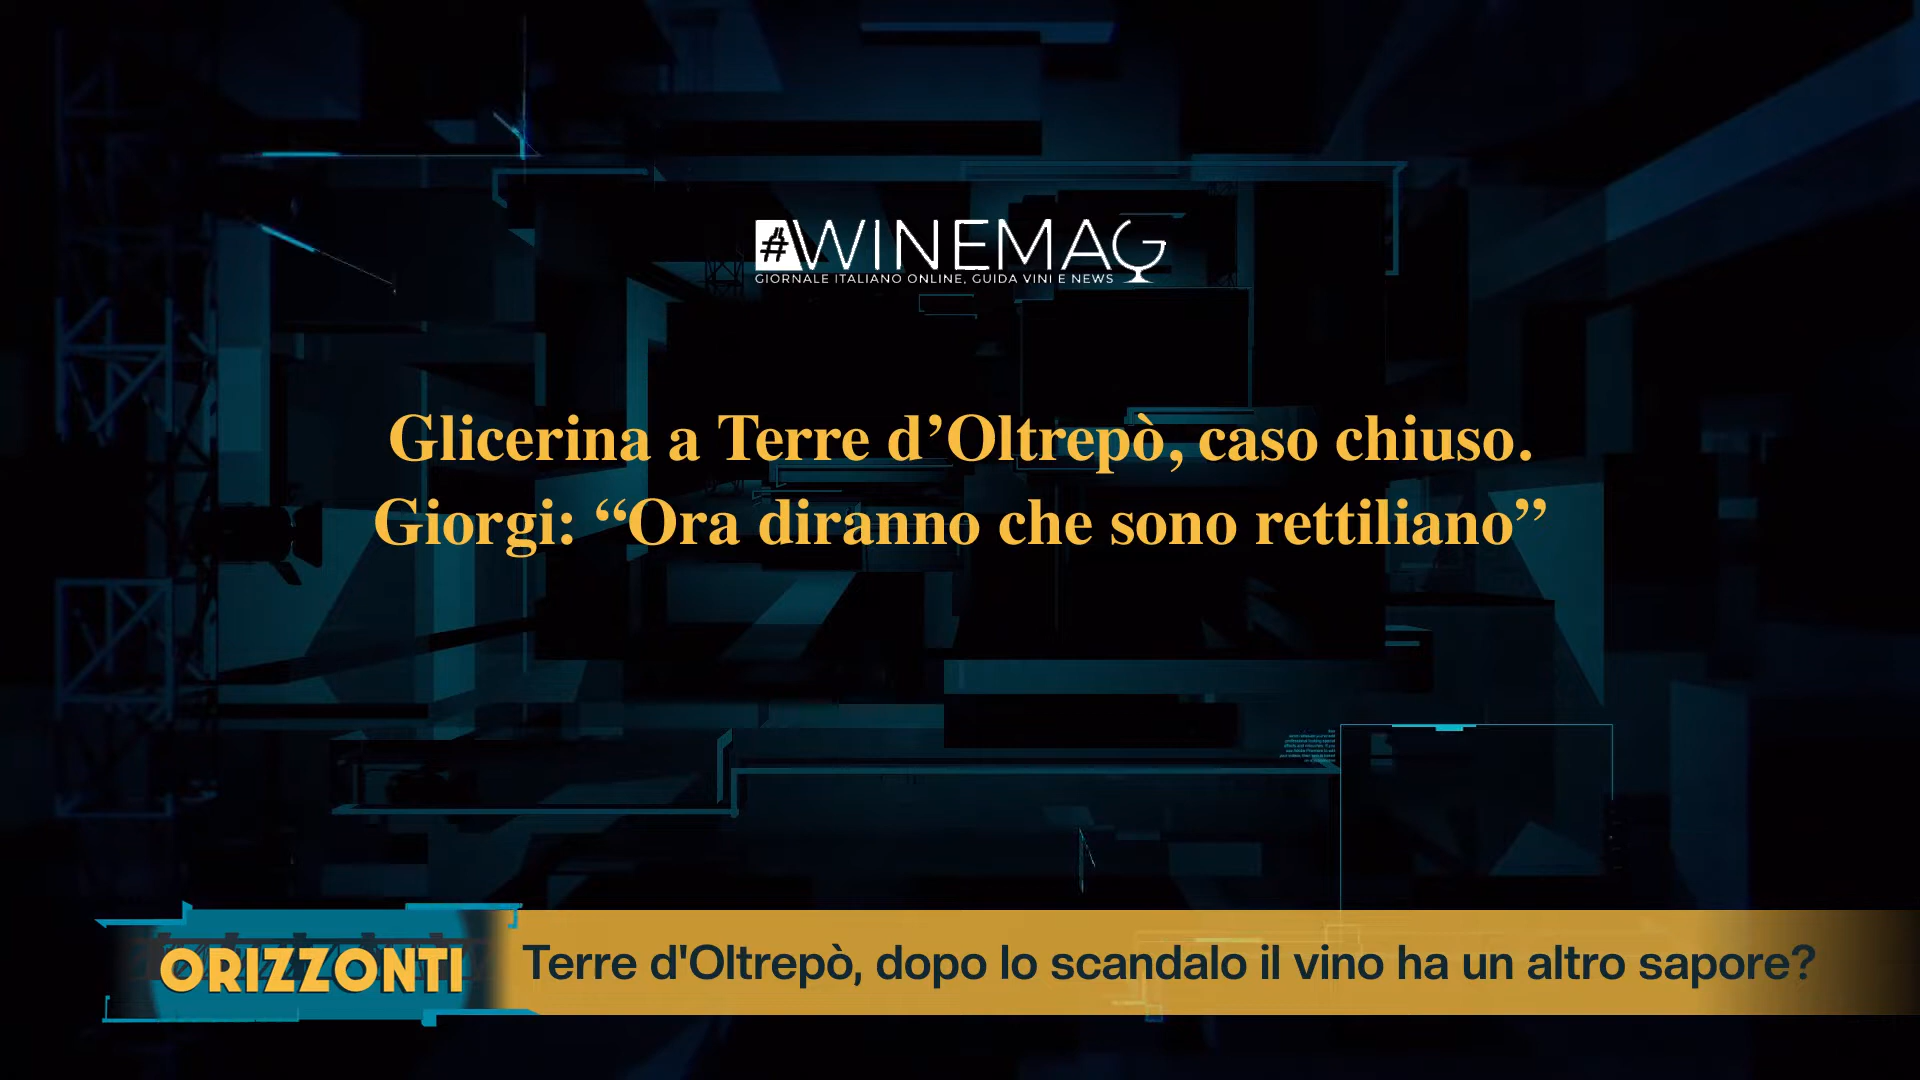 #WINEMAG
GIORNALE ITALIANO ONLINE, GUIDA VINI E NEWS
Glicerina a Terre d’Oltrepò, caso chiuso.
Giorgi: “Ora diranno che sono rettiliano”
ORIZZONTI
Terre d'Oltrepò, dopo lo scandalo il vino ha un altro sapore?